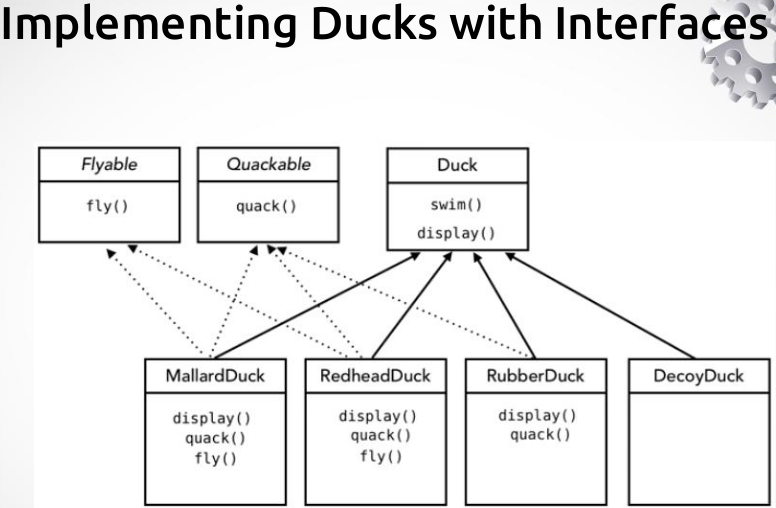 Implementing Ducks with Interfaces
Flyable
fly()
Quackable
quack()
Duck
swim()
display()
MallardDuck
display()
quack()
fly()
RedheadDuck
display()
quack()
fly()
RubberDuck
display()
quack()
DecoyDuck